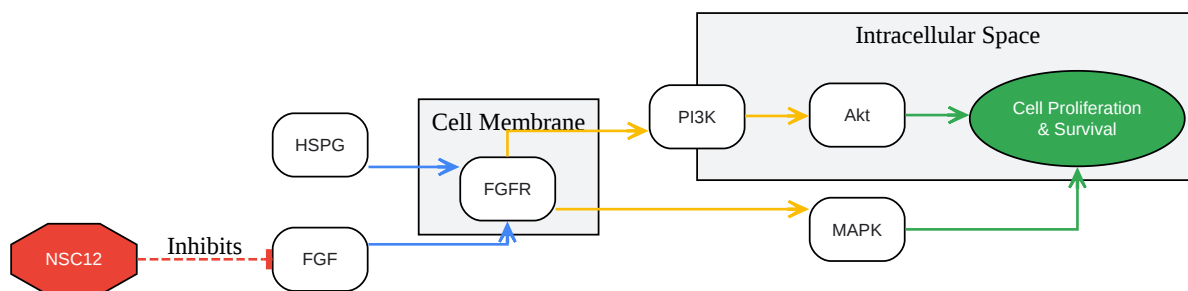 Intracellular Space
Cell Membrane
HSPG
PI3K
Akt
Cell Proliferation
& Survival
FGFR
MAPK
NSC12
Inhibits
FGF